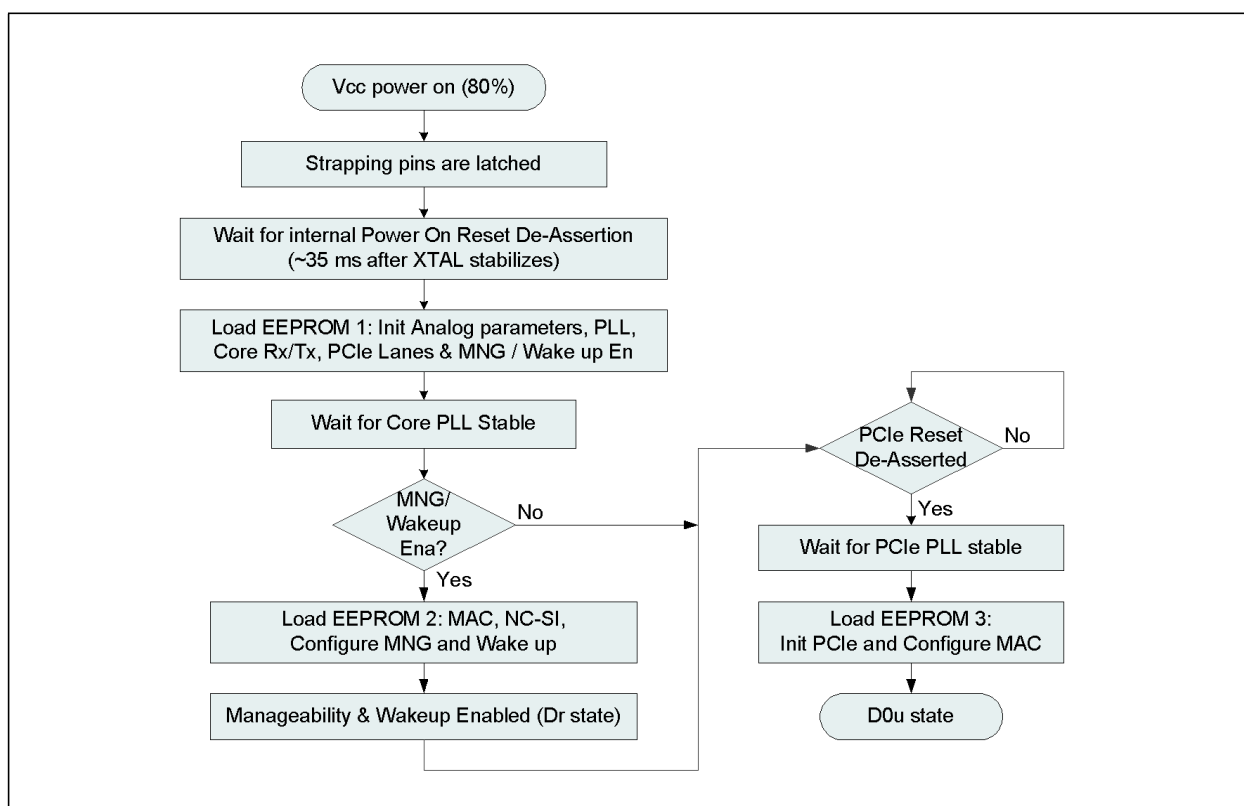 Vcc power on (80%)
Strapping pins are latched
Wait for internal Power On Reset De-Assertion
(~35 ms after XTAL stabilizes)
Load EEPROM 1: Init Analog parameters, PLL,
Core Rx/Tx, PCIe Lanes & MNG / Wake up En
Wait for Core PLL Stable
MNG/
Wakeup
Ena?
No
Yes
Load EEPROM 2: MAC, NC-SI,
Configure MNG and Wake up
Manageability & Wakeup Enabled (Dr state)
PCIe Reset
De-Asserted
No
Yes
Wait for PCIe PLL stable
Load EEPROM 3:
Init PCIe and Configure MAC
D0u state